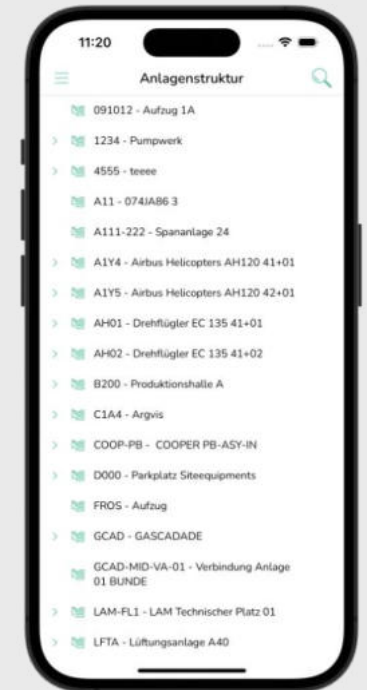 11:20
Anlagenstruktur
091012 - Aufzug 1A
1234 - Pumpwerk
4555 - teeee
A11 - 074JA86 3
A111-222 - Spananlage 24
A1Y4 - Airbus Helicopters AH120 41+01
A1Y5 - Airbus Helicopters AH120 42+01
AH01 - Drehflügler EC 135 41+01
AH02 - Drehflügler EC 135 41+02
B200 - Produktionshalle A
C1A4 - Argvis
COOP-PB - COOPER PB-ASY-IN
D000 - Parkplatz Siteequipments
FROS - Aufzug
GCAD - GASCADADE
GCAD-MID-VA-01 - Verbindung Anlage
01 BUNDE
LAM-FL1 - LAM Technischer Platz 01
LFTA - Lüftungsanlage A40